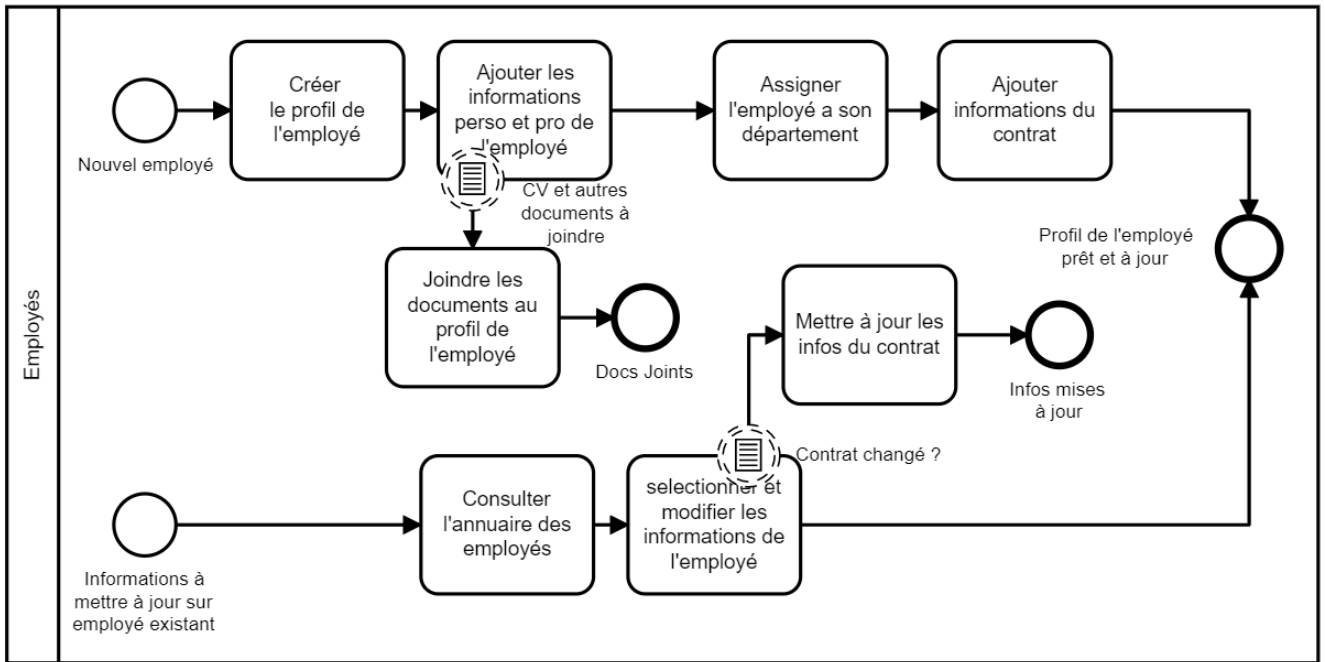 Employés
Nouvel employé
Créer
le profil de
l'employé
Ajouter les
informations
perso et pro de
l'employé
CV et autres
documents à
joindre
Assigner
l'employé a son
département
Ajouter
informations du
contrat
Profil de l'employé
prêt et à jour
Joindre les
documents au
profil de
l'employé
Docs Joints
Mettre à jour les
infos du contrat
Infos mises
à jour
Contrat changé ?
Informations à
mettre à jour sur
employé existant
Consulter
l'annuaire des
employés
selectionner et
modifier les
informations de
l'employé